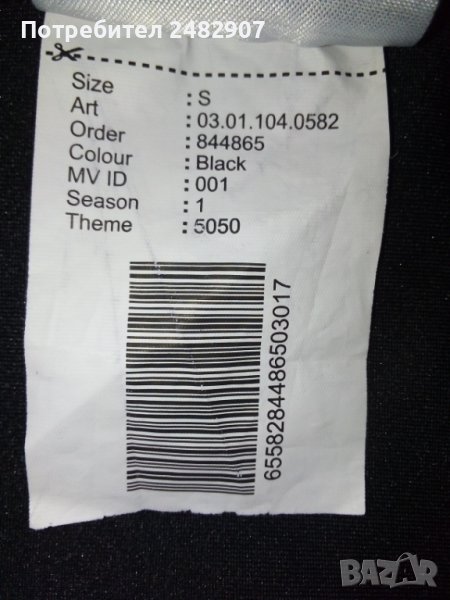 Потребител 2482907
Size : S
Art : 03.01.104.0582
Order : 844865
Colour : Black
MV ID : 001
Season : 1
Theme : 5050
6558284486503017
BAZAR